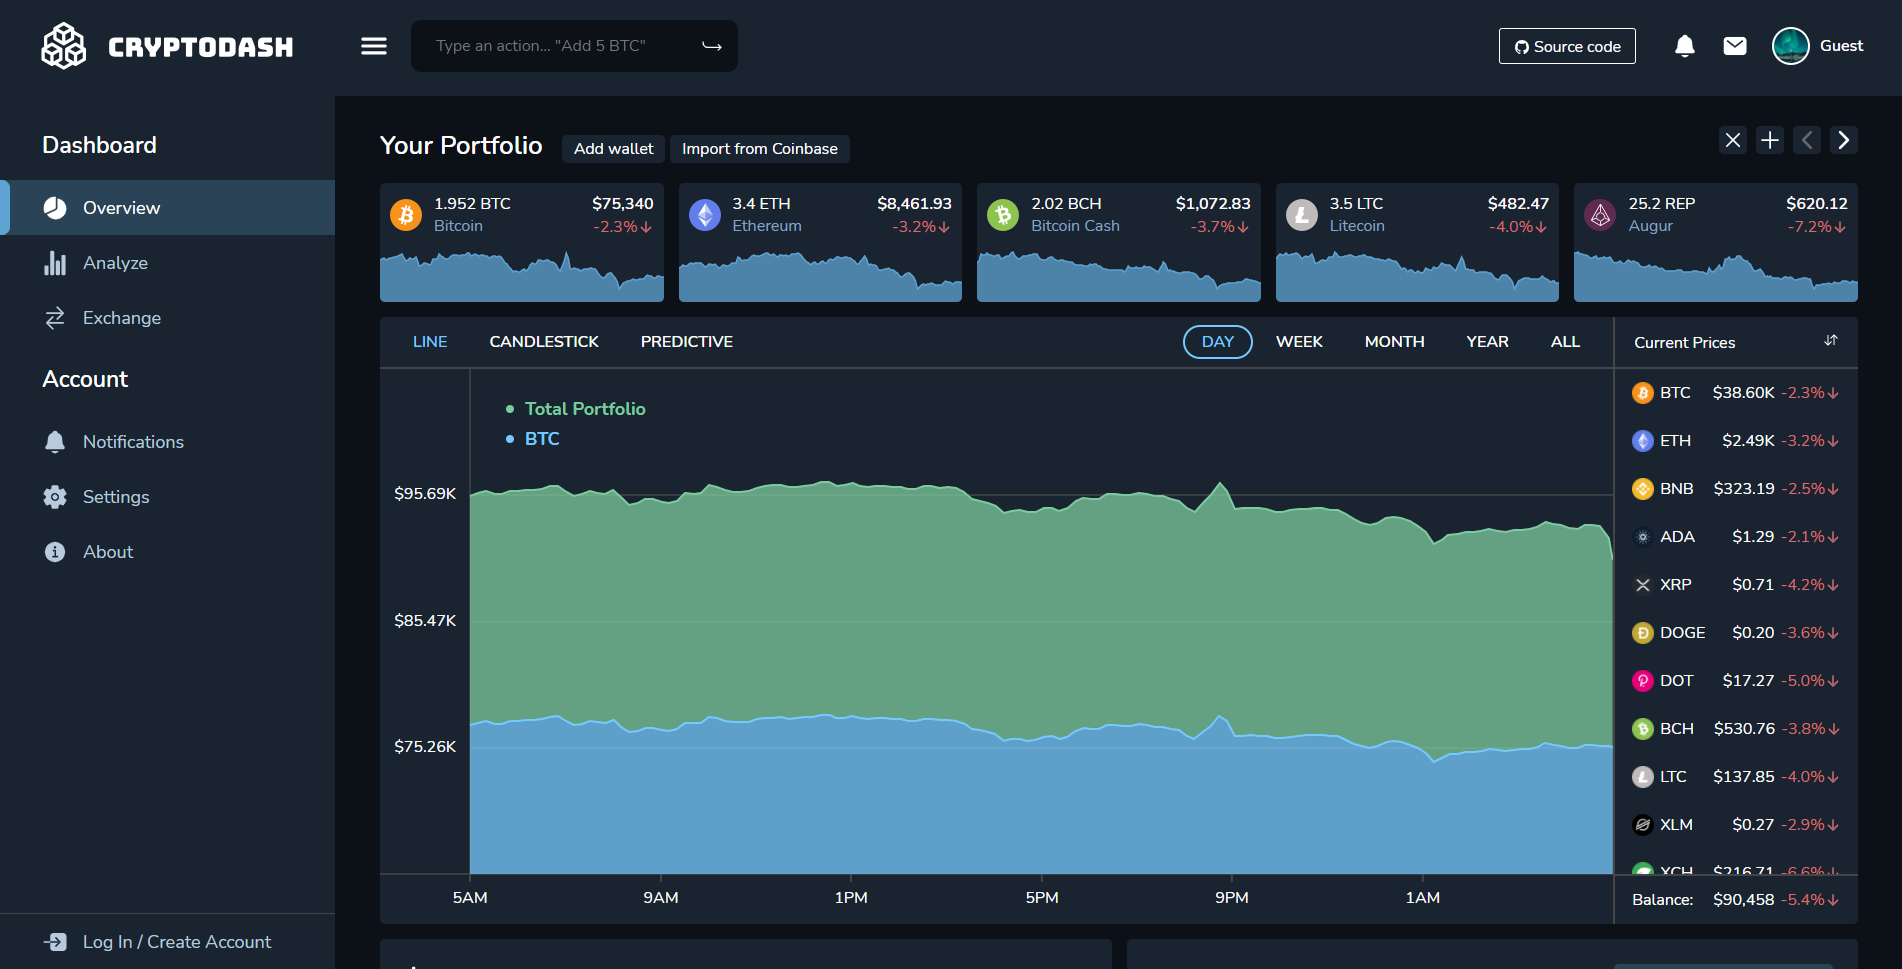 CRYPTODASH
Type an action... "Add 5 BTC"
Source code
Guest
Dashboard
Overview
Analyze
Exchange
Account
Notifications
Settings
About
Log In / Create Account
Your Portfolio
Add wallet
Import from Coinbase
1.952 BTC $75,340
Bitcoin -2.3%
3.4 ETH $8,461.93
Ethereum -3.2%
2.02 BCH $1,072.83
Bitcoin Cash -3.7%
3.5 LTC $482.47
Litecoin -4.0%
25.2 REP $620.12
Augur -7.2%
LINE CANDLESTICK PREDICTIVE DAY WEEK MONTH YEAR ALL
Total Portfolio
BTC
$95.69K
$85.47K
$75.26K
5AM 9AM 1PM 5PM 9PM 1AM
Current Prices
BTC $38.60K -2.3%
ETH $2.49K -3.2%
BNB $323.19 -2.5%
ADA $1.29 -2.1%
XRP $0.71 -4.2%
DOGE $0.20 -3.6%
DOT $17.27 -5.0%
BCH $530.76 -3.8%
LTC $137.85 -4.0%
XLM $0.27 -2.9%
XCH $216.71 -6.6%
Balance: $90,458 -5.4%